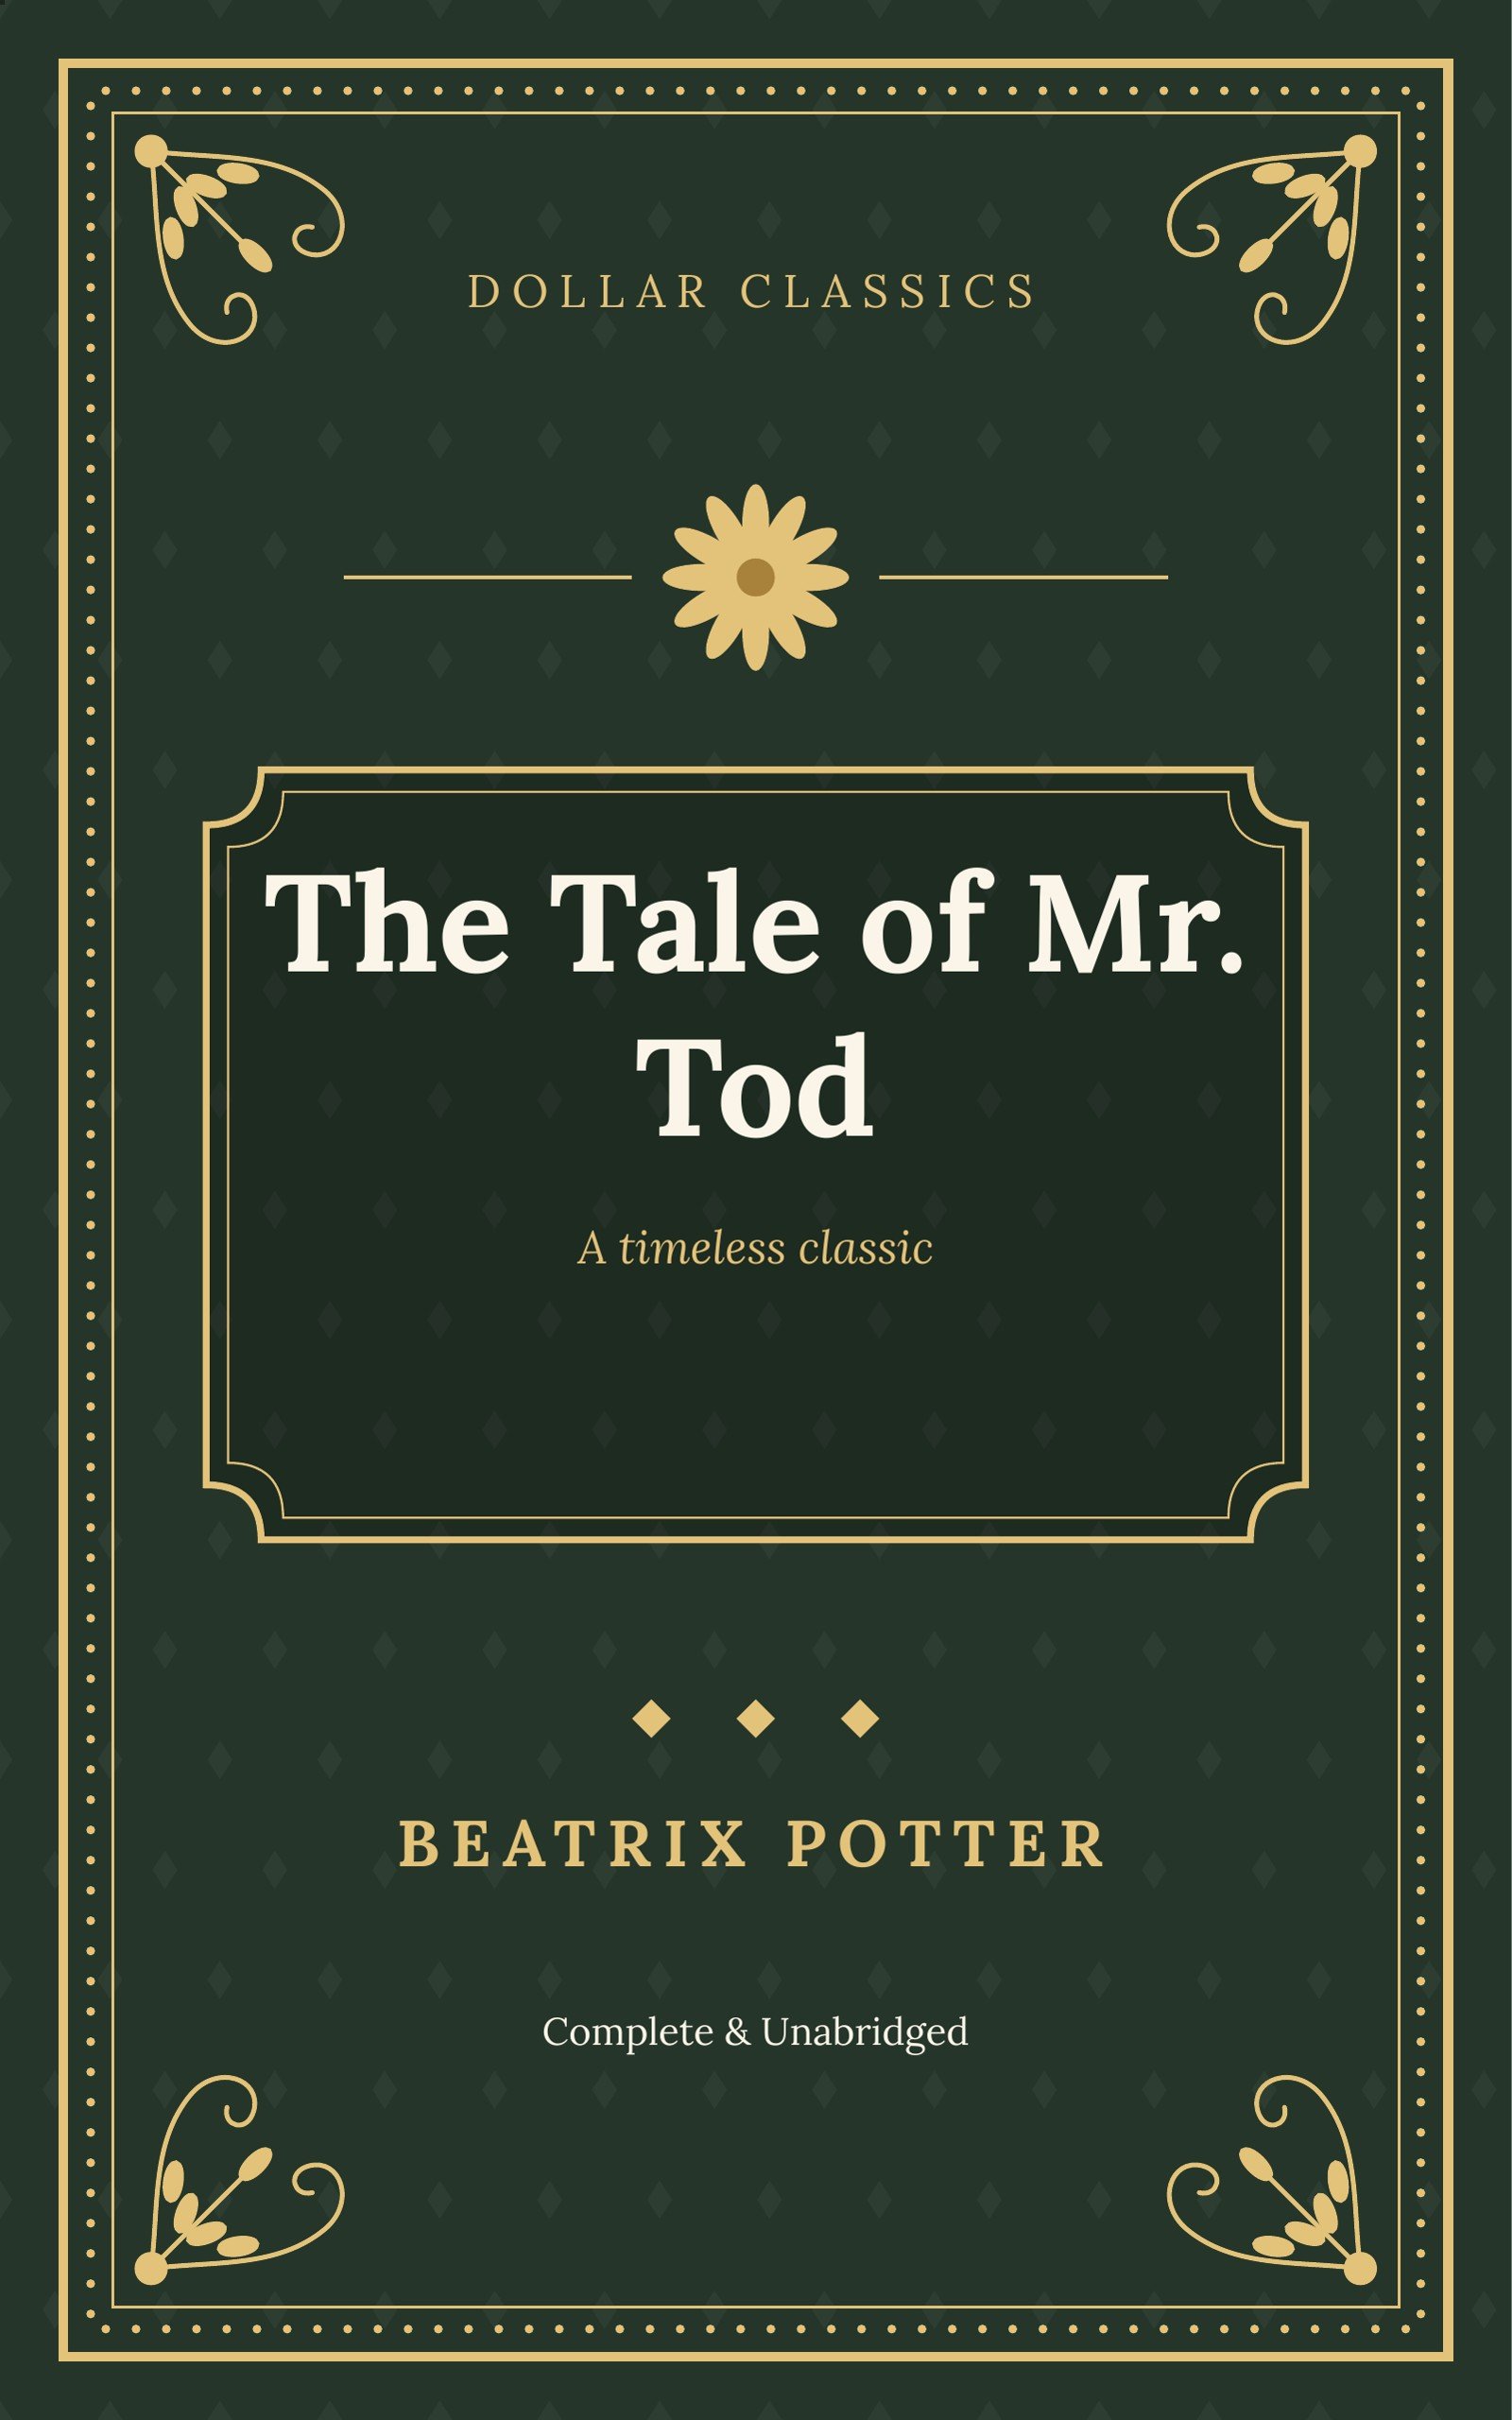 DOLLAR CLASSICS
The Tale of Mr.
Tod
A timeless classic
BEATRIX POTTER
Complete & Unabridged